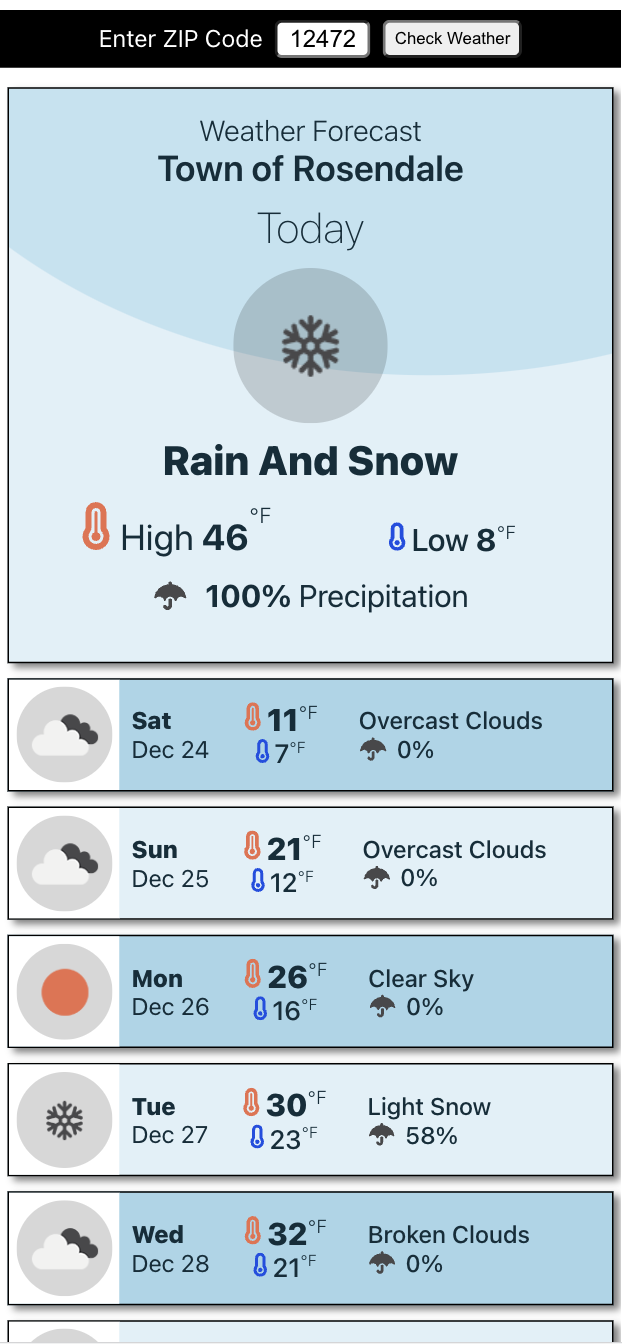 Enter ZIP Code 12472 Check Weather
Weather Forecast
Town of Rosendale
Today
Rain And Snow
High 46°F Low 8°F
100% Precipitation
Sat 11°F Overcast Clouds
Dec 24 7°F 0%
Sun 21°F Overcast Clouds
Dec 25 12°F 0%
Mon 26°F Clear Sky
Dec 26 16°F 0%
Tue 30°F Light Snow
Dec 27 23°F 58%
Wed 32°F Broken Clouds
Dec 28 21°F 0%